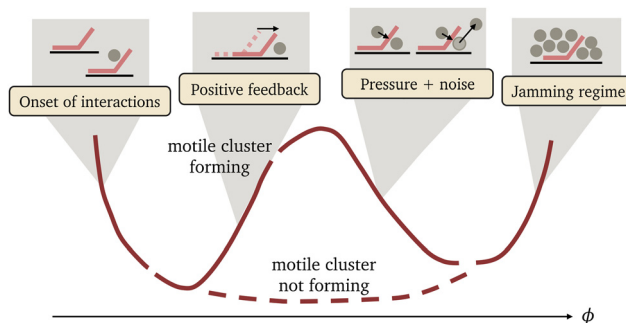 Onset of interactions
Positive feedback
Pressure + noise
Jamming regime
motile cluster
forming
motile cluster
not forming
ϕ